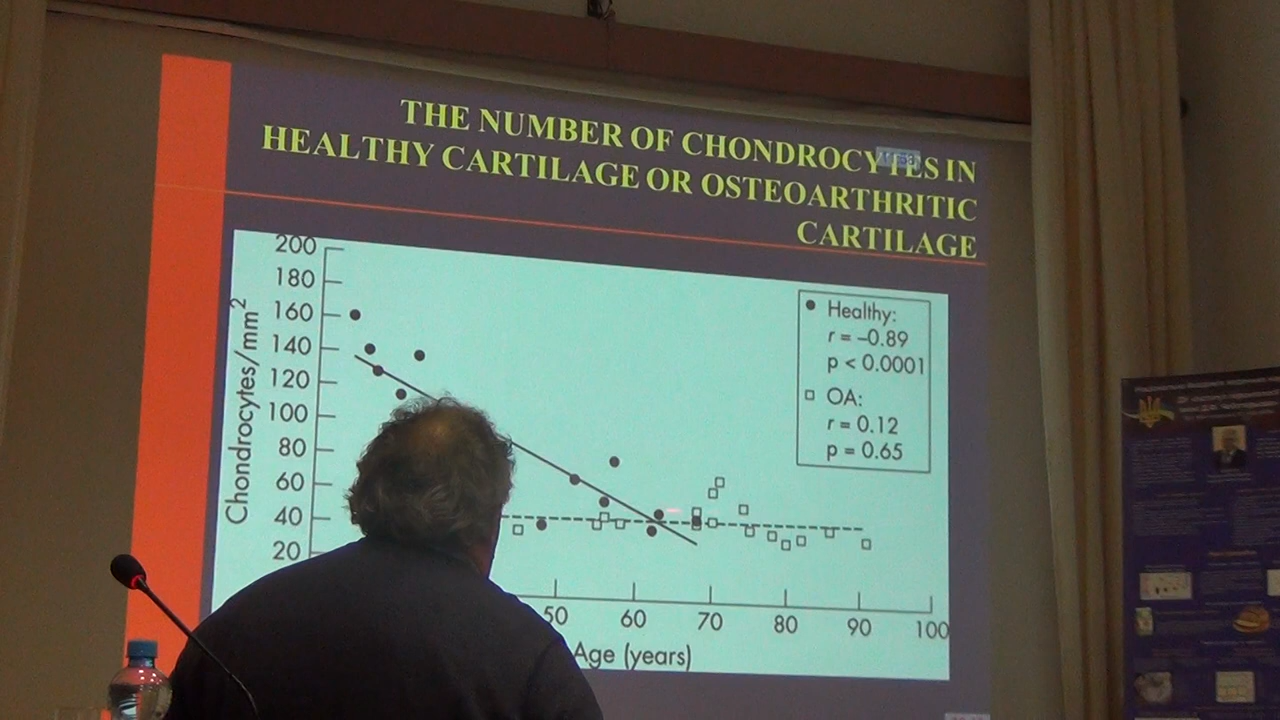 THE NUMBER OF CHONDROCYTES IN
HEALTHY CARTILAGE OR OSTEOARTHRITIC
CARTILAGE
200
180
160
140
120
100
80
60
40
20
Chondrocytes/mm²
Healthy:
r = –0.89
p < 0.0001
OA:
r = 0.12
p = 0.65
50 60 70 80 90 100
Age (years)